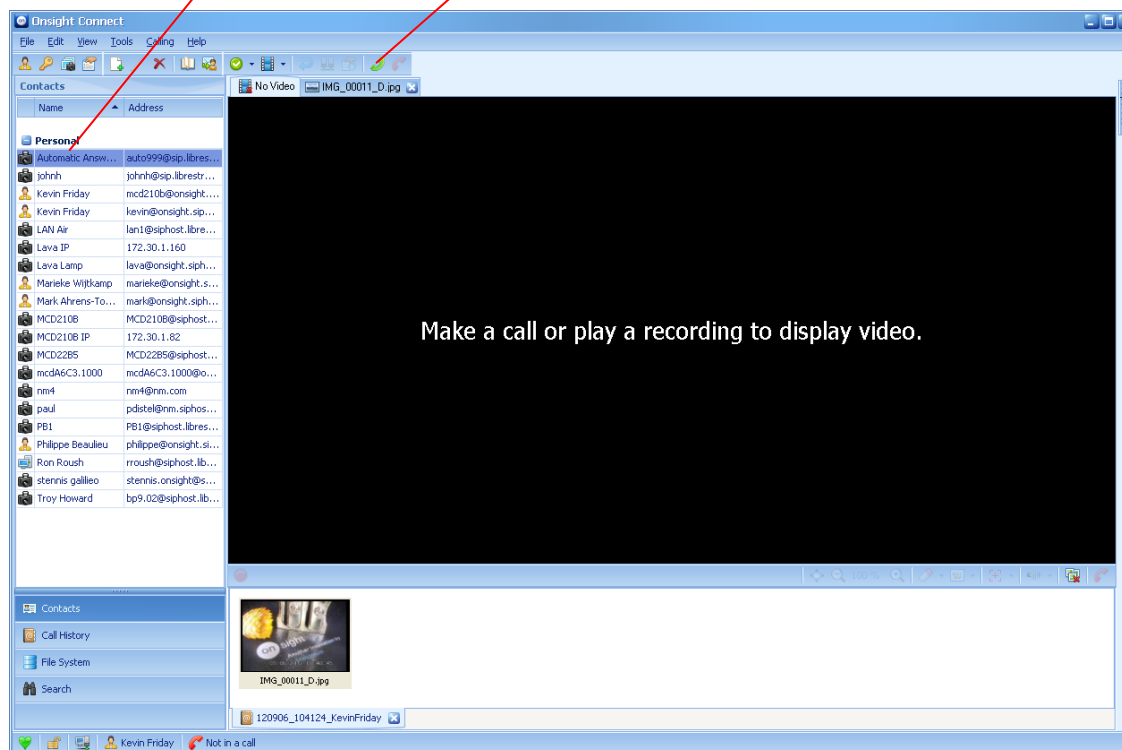 Onsight Connect
File Edit View Tools Calling Help
Contacts
No Video IMG_00011_D.jpg
Name Address
Personal
Automatic Answ... auto999@sip.libres...
johnh johnh@sip.librestr...
Kevin Friday mcd210b@onsight....
Kevin Friday kevin@onsight.sip...
LAN Air lan1@siphost.libre...
Lava IP 172.30.1.160
Lava Lamp lava@onsight.siph...
Marieke Wijtkamp marieke@onsight.s...
Mark Ahrens-To... mark@onsight.siph...
MCD210B MCD210B@siphost...
MCD210B IP 172.30.1.82
MCD22B5 MCD22B5@siphost...
mcdA6C3.1000 mcdA6C3.1000@o...
nm4 nm4@nm.com
paul pdistel@nm.siphos...
PB1 PB1@siphost.libres...
Philippe Beaulieu philippe@onsight.si...
Ron Roush rroush@siphost.lib...
stennis galilieo stennis.onsight@s...
Troy Howard bp9.02@siphost.lib...
Make a call or play a recording to display video.
100 %
Contacts
Call History
File System
Search
on sight
IMG_00011_D.jpg
120906_104124_KevinFriday
Kevin Friday Not in a call